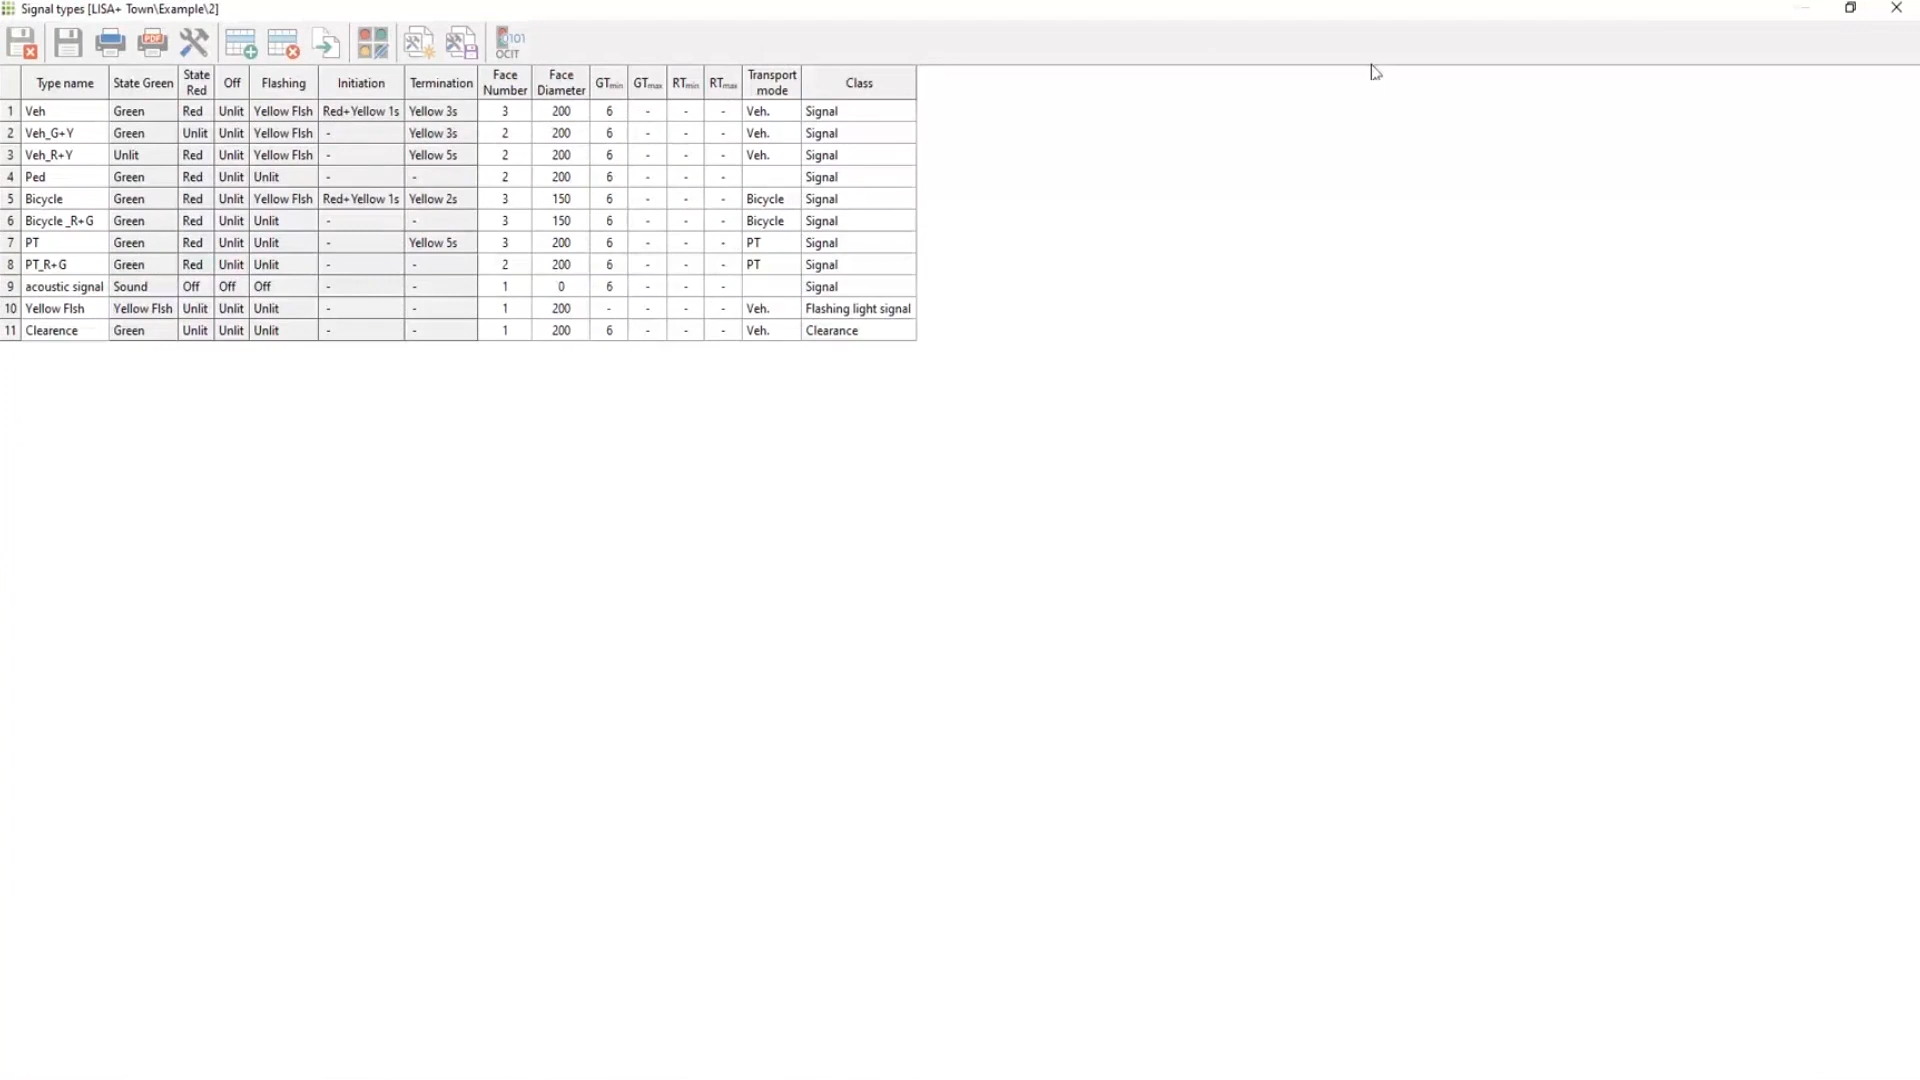 Signal types [LISA+ Town\Example\2]
PDF 0101 OCIT
Type name State Green State Red Off Flashing Initiation Termination Face Number Face Diameter GTmin GTmax RTmin RTmax Transport mode Class
1 Veh Green Red Unlit Yellow Flsh Red+Yellow 1s Yellow 3s 3 200 6 - - - Veh. Signal
2 Veh_G+Y Green Unlit Unlit Yellow Flsh - Yellow 3s 2 200 6 - - - Veh. Signal
3 Veh_R+Y Unlit Red Unlit Yellow Flsh - Yellow 5s 2 200 6 - - - Veh. Signal
4 Ped Green Red Unlit Unlit - - 2 200 6 - - - Signal
5 Bicycle Green Red Unlit Yellow Flsh Red+Yellow 1s Yellow 2s 3 150 6 - - - Bicycle Signal
6 Bicycle _R+G Green Red Unlit Unlit - - 3 150 6 - - - Bicycle Signal
7 PT Green Red Unlit Unlit - Yellow 5s 3 200 6 - - - PT Signal
8 PT_R+G Green Red Unlit Unlit - - 2 200 6 - - - PT Signal
9 acoustic signal Sound Off Off Off - - 1 0 6 - - - Signal
10 Yellow Flsh Yellow Flsh Unlit Unlit Unlit - - 1 200 - - - - Veh. Flashing light signal
11 Clearence Green Unlit Unlit Unlit - - 1 200 6 - - - Veh. Clearance